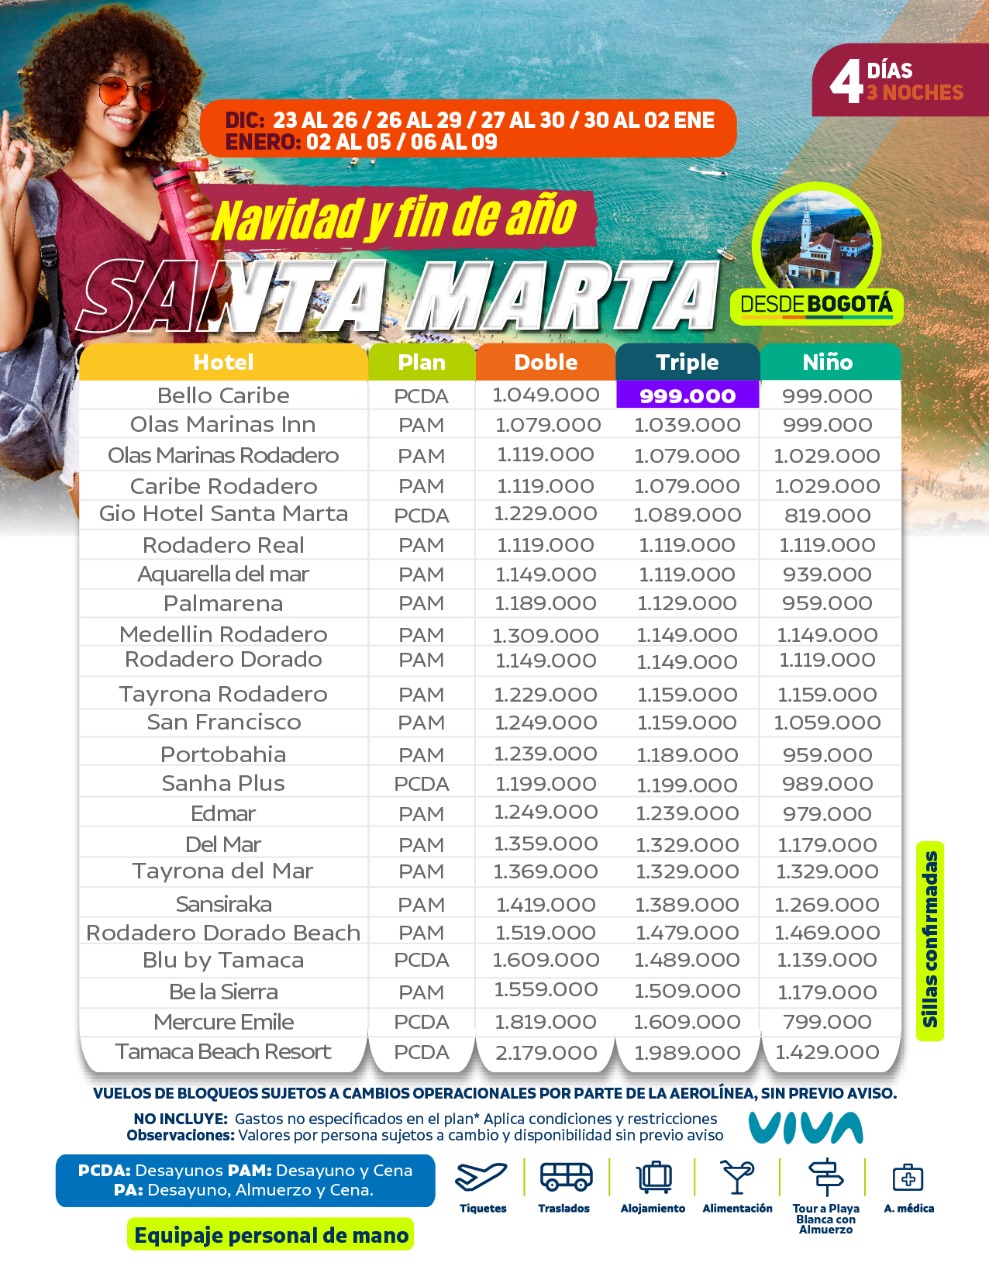 4 DÍAS
3 NOCHES
DIC: 23 AL 26 / 26 AL 29 / 27 AL 30 / 30 AL 02 ENE
ENERO: 02 AL 05 / 06 AL 09
Navidad y fin de año
SANTA MARTA
DESDE BOGOTÁ
Hotel Plan Doble Triple Niño
Bello Caribe PCDA 1.049.000 999.000 999.000
Olas Marinas Inn PAM 1.079.000 1.039.000 999.000
Olas Marinas Rodadero PAM 1.119.000 1.079.000 1.029.000
Caribe Rodadero PAM 1.119.000 1.079.000 1.029.000
Gio Hotel Santa Marta PCDA 1.229.000 1.089.000 819.000
Rodadero Real PAM 1.119.000 1.119.000 1.119.000
Aquarella del mar PAM 1.149.000 1.119.000 939.000
Palmarena PAM 1.189.000 1.129.000 959.000
Medellin Rodadero PAM 1.309.000 1.149.000 1.149.000
Rodadero Dorado PAM 1.149.000 1.149.000 1.119.000
Tayrona Rodadero PAM 1.229.000 1.159.000 1.159.000
San Francisco PAM 1.249.000 1.159.000 1.059.000
Portobahia PAM 1.239.000 1.189.000 959.000
Sanha Plus PCDA 1.199.000 1.199.000 989.000
Edmar PAM 1.249.000 1.239.000 979.000
Del Mar PAM 1.359.000 1.329.000 1.179.000
Tayrona del Mar PAM 1.369.000 1.329.000 1.329.000
Sansiraka PAM 1.419.000 1.389.000 1.269.000
Rodadero Dorado Beach PAM 1.519.000 1.479.000 1.469.000
Blu by Tamaca PCDA 1.609.000 1.489.000 1.139.000
Be la Sierra PAM 1.559.000 1.509.000 1.179.000
Mercure Emile PCDA 1.819.000 1.609.000 799.000
Tamaca Beach Resort PCDA 2.179.000 1.989.000 1.429.000
Sillas confirmadas
VUELOS DE BLOQUEOS SUJETOS A CAMBIOS OPERACIONALES POR PARTE DE LA AEROLÍNEA, SIN PREVIO AVISO.
NO INCLUYE: Gastos no especificados en el plan* Aplica condiciones y restricciones
Observaciones: Valores por persona sujetos a cambio y disponibilidad sin previo aviso
VIVA
PCDA: Desayunos PAM: Desayuno y Cena
PA: Desayuno, Almuerzo y Cena.
Tiquetes
Traslados
Alojamiento
Alimentación
Tour a Playa
Blanca con
Almuerzo
A. médica
Equipaje personal de mano